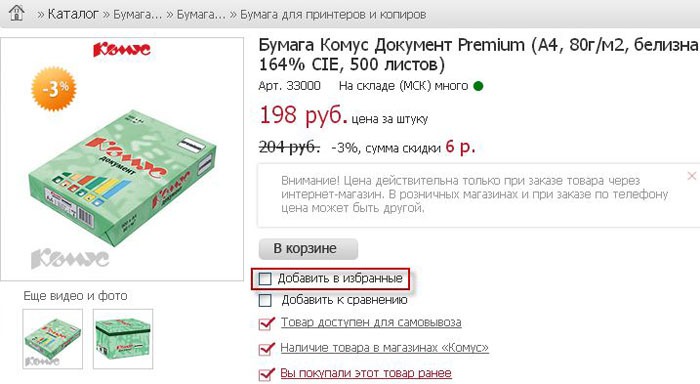 » Каталог » Бумага... » Бумага... » Бумага для принтеров и копиров
Комус
-3%
Комус
документ
Комус
Бумага Комус Документ Premium (А4, 80г/м2, белизна
164% CIE, 500 листов)
Арт. 33000 На складе (МСК) много
198 руб. цена за штуку
204 руб. -3%, сумма скидки 6 р.
Внимание! Цена действительна только при заказе товара через
интернет-магазин. В розничных магазинах и при заказе по телефону
цена может быть другой.
В корзине
Добавить в избранные
Добавить к сравнению
Товар доступен для самовывоза
Наличие товара в магазинах «Комус»
Вы покупали этот товар ранее
Еще видео и фото